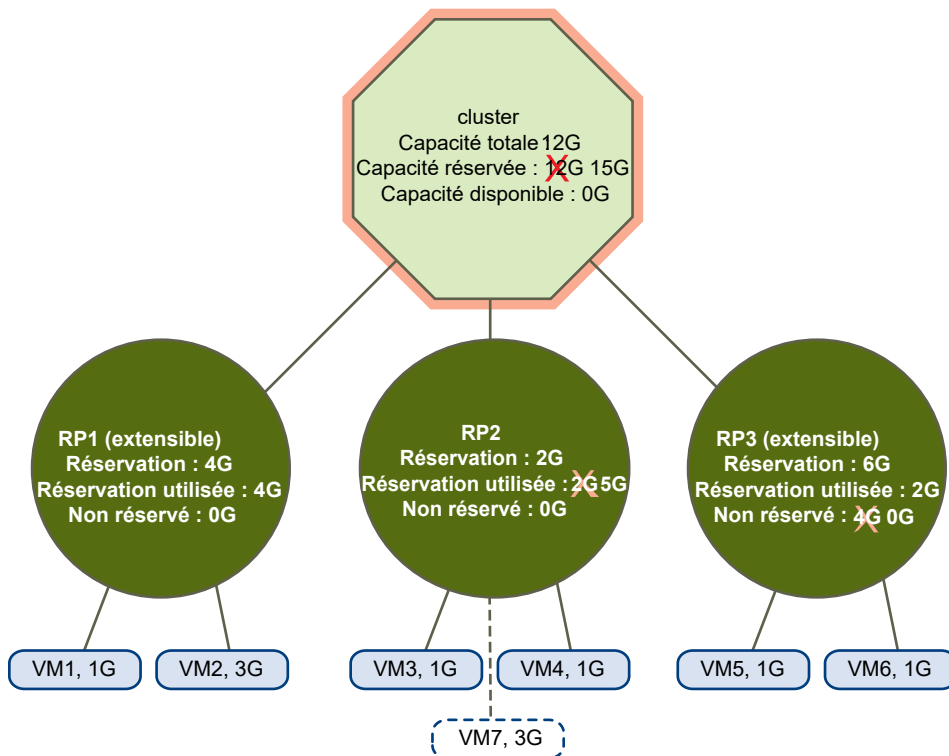 cluster
Capacité totale 12G
Capacité réservée : 12G 15G
Capacité disponible : 0G
RP1 (extensible)
Réservation : 4G
Réservation utilisée : 4G
Non réservé : 0G
RP2
Réservation : 2G
Réservation utilisée : 2G 5G
Non réservé : 0G
RP3 (extensible)
Réservation : 6G
Réservation utilisée : 2G
Non réservé : 4G 0G
VM1, 1G
VM2, 3G
VM3, 1G
VM4, 1G
VM5, 1G
VM6, 1G
VM7, 3G